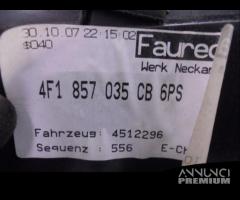 30.10.07 22:15:02
$040
Faurec
Werk Neckar
4F1 857 035 CB 6PS
Fahrzeug: 4512296
Sequenz : 556 E-Ch
ANNUNCI
PREMIUM